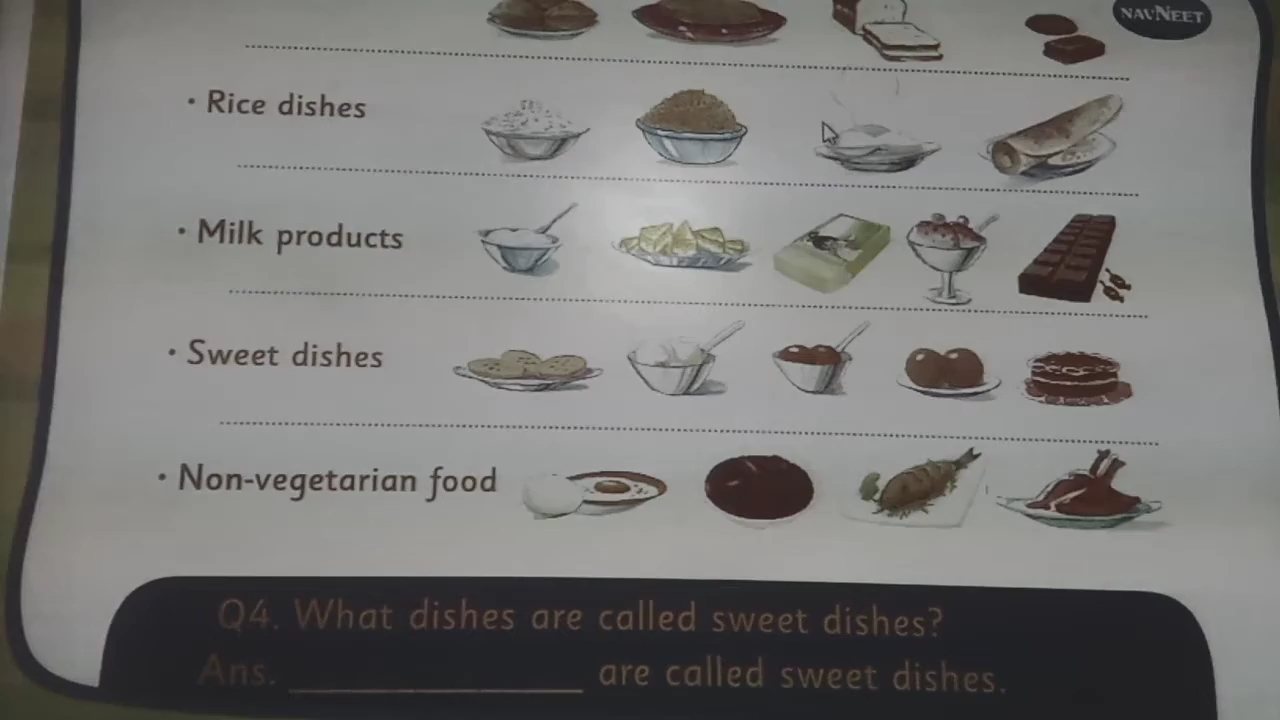 NAVNEET
• Rice dishes
• Milk products
• Sweet dishes
• Non-vegetarian food
Q4. What dishes are called sweet dishes?
Ans. ____________________ are called sweet dishes.